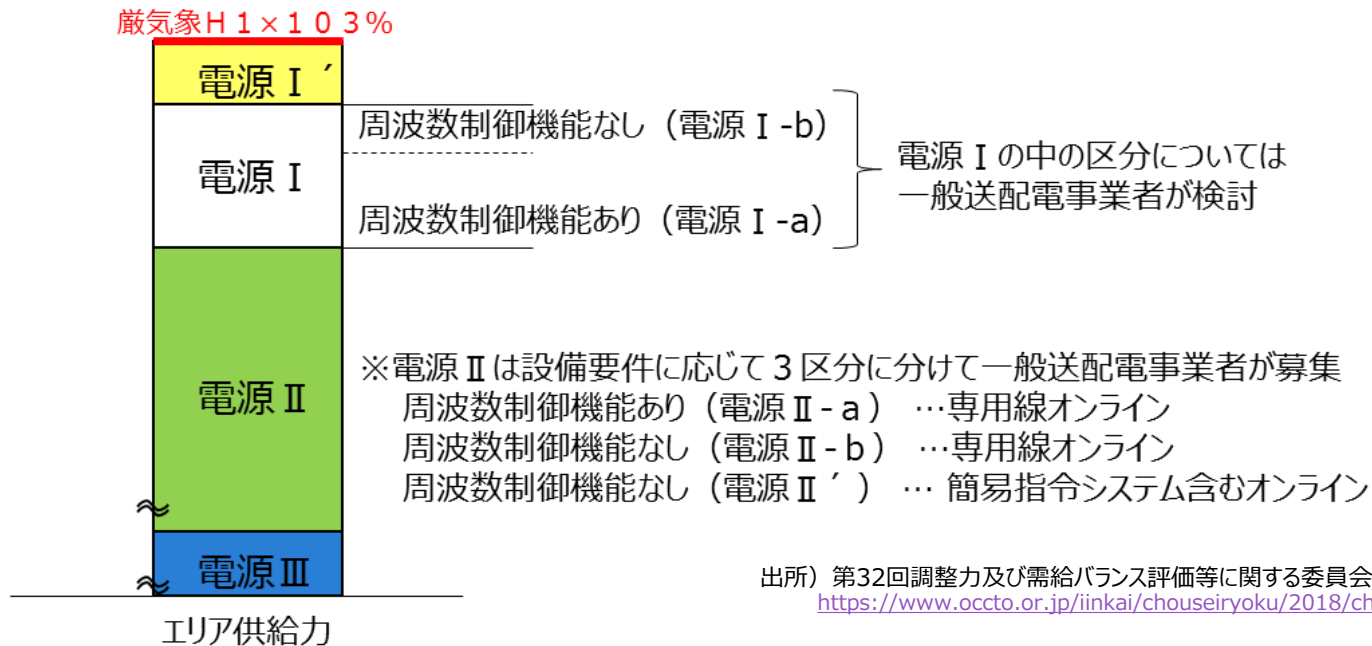 厳気象H1×103%
電源Ⅰ´
周波数制御機能なし（電源Ⅰ-b）
電源Ⅰ
周波数制御機能あり（電源Ⅰ-a）
電源Ⅰの中の区分については
一般送配電事業者が検討
電源Ⅱ
※電源Ⅱは設備要件に応じて3区分に分けて一般送配電事業者が募集
周波数制御機能あり（電源Ⅱ-a） …専用線オンライン
周波数制御機能なし（電源Ⅱ-b） …専用線オンライン
周波数制御機能なし（電源Ⅱ´） … 簡易指令システム含むオンライン
電源Ⅲ
エリア供給力
出所）第32回調整力及び需給バランス評価等に関する委員会
https://www.occto.or.jp/iinkai/chouseiryoku/2018/ch